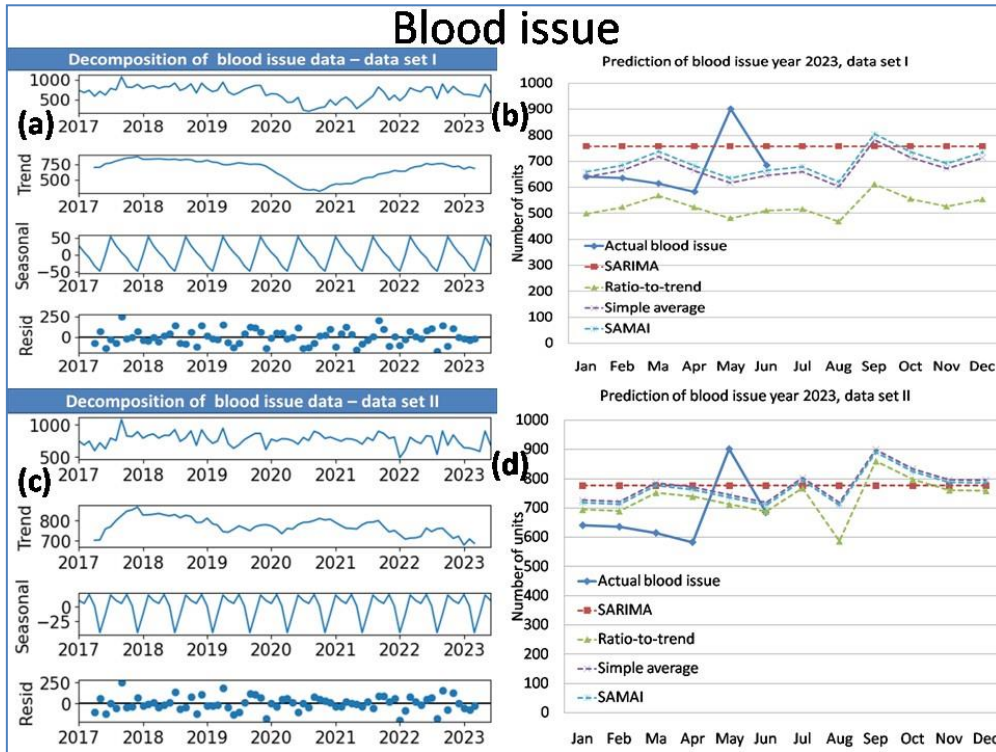 Blood issue
Decomposition of blood issue data – data set I
(a)
1000
500
2017 2018 2019 2020 2021 2022 2023
Trend
750
500
2017 2018 2019 2020 2021 2022 2023
Seasonal
50
0
−50
2017 2018 2019 2020 2021 2022 2023
Resid
250
0
2017 2018 2019 2020 2021 2022 2023
Prediction of blood issue year 2023, data set I
(b)
Number of units
1000
900
800
700
600
500
400
300
200
100
0
Actual blood issue
SARIMA
Ratio-to-trend
Simple average
SAMAI
Jan Feb Ma Apr May Jun Jul Aug Sep Oct Nov Dec
Decomposition of blood issue data – data set II
(c)
1000
500
2017 2018 2019 2020 2021 2022 2023
Trend
800
700
2017 2018 2019 2020 2021 2022 2023
Seasonal
0
−25
2017 2018 2019 2020 2021 2022 2023
Resid
250
0
2017 2018 2019 2020 2021 2022 2023
Prediction of blood issue year 2023, data set II
(d)
Number of units
1000
900
800
700
600
500
400
300
200
100
0
Actual blood issue
SARIMA
Ratio-to-trend
Simple average
SAMAI
Jan Feb Ma Apr May Jun Jul Aug Sep Oct Nov Dec